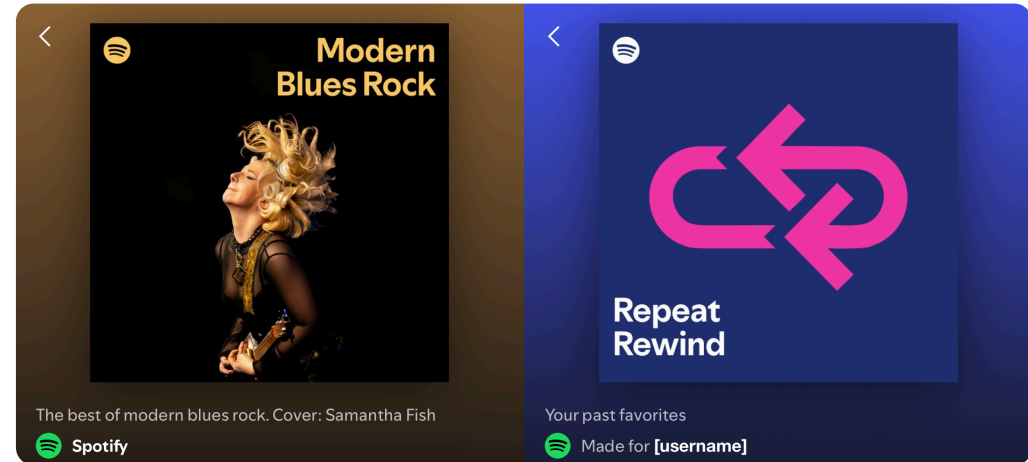 Modern
Blues Rock
The best of modern blues rock. Cover: Samantha Fish
Spotify
Repeat
Rewind
Your past favorites
Made for [username]